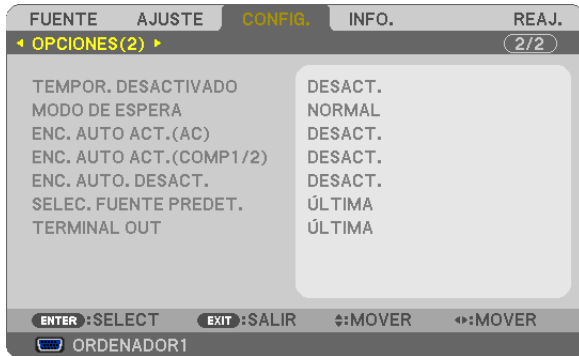 FUENTE AJUSTE CONFIG. INFO. REAJ.
OPCIONES(2) 2/2
TEMPOR. DESACTIVADO DESACT.
MODO DE ESPERA NORMAL
ENC. AUTO ACT.(AC) DESACT.
ENC. AUTO ACT.(COMP1/2) DESACT.
ENC. AUTO. DESACT. DESACT.
SELEC. FUENTE PREDET. ÚLTIMA
TERMINAL OUT ÚLTIMA
ENTER :SELECT EXIT :SALIR :MOVER :MOVER
ORDENADOR1